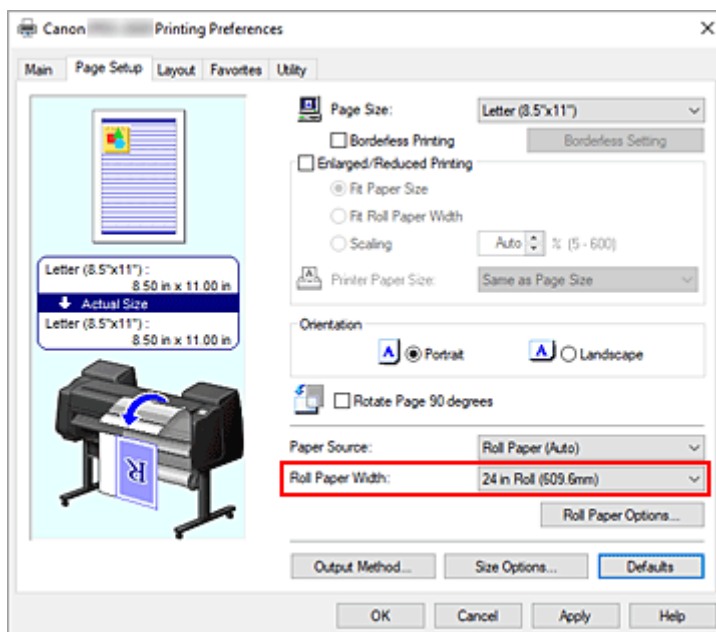 Canon Printing Preferences
Main Page Setup Layout Favorites Utility
Page Size: Letter (8.5"x11")
Borderless Printing Borderless Setting
Enlarged/Reduced Printing
Fit Paper Size
Fit Roll Paper Width
Scaling Auto % (5 - 600)
Printer Paper Size: Same as Page Size
Letter (8.5"x11") :
8.50 in x 11.00 in
Actual Size
Letter (8.5"x11") :
8.50 in x 11.00 in
Orientation
A Portrait A Landscape
Rotate Page 90 degrees
R
Paper Source: Roll Paper (Auto)
Roll Paper Width: 24 in Roll (609.6mm)
Roll Paper Options...
Output Method... Size Options... Defaults
OK Cancel Apply Help